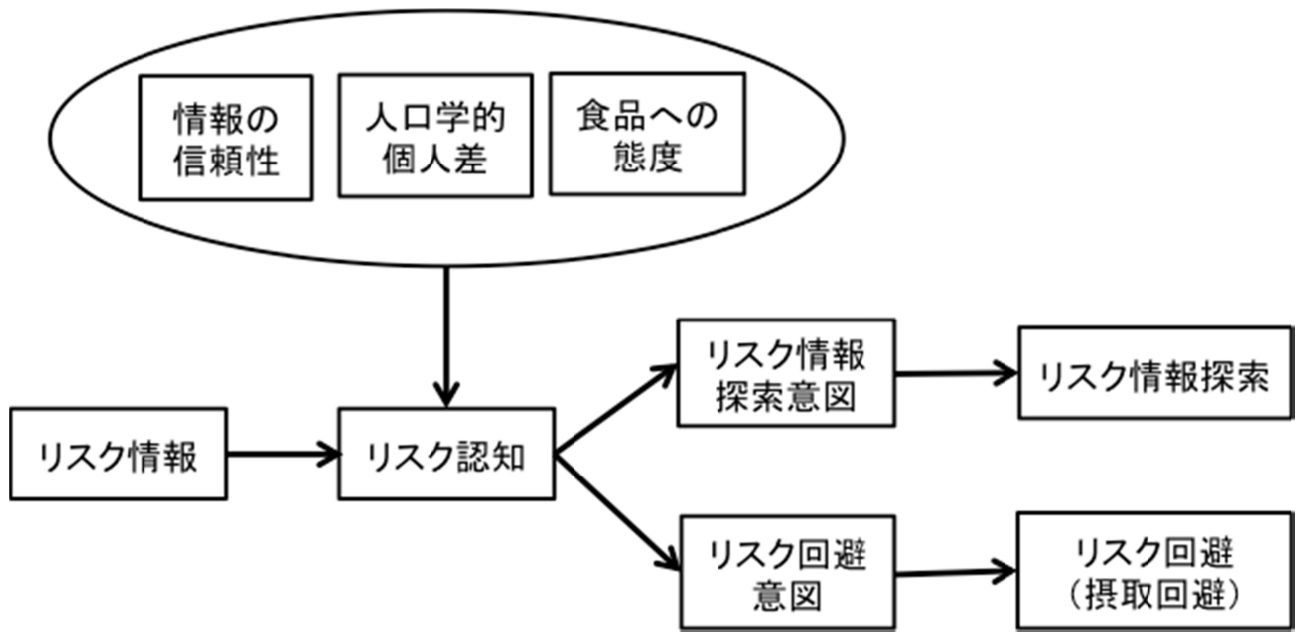 情報の
信頼性
人口学的
個人差
食品への
態度
リスク情報
リスク認知
リスク情報
探索意図
リスク情報探索
リスク回避
意図
リスク回避
（摂取回避）